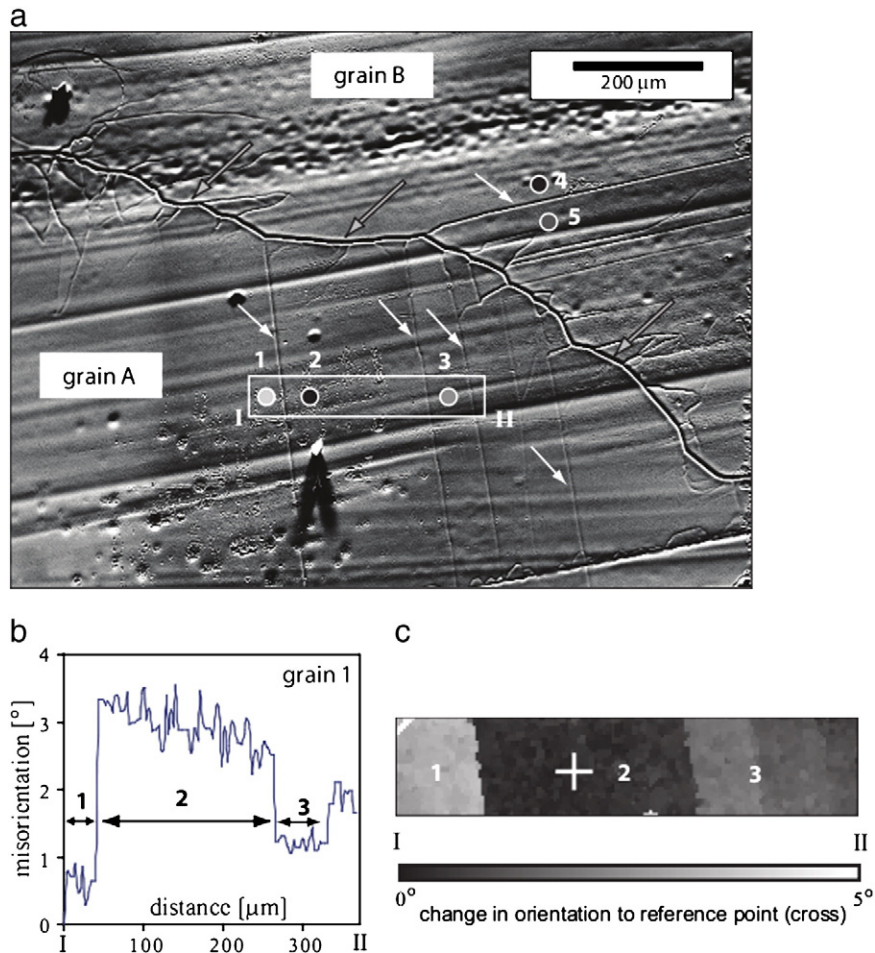 a
grain B
200 µm
4
5
1 2 3
grain A
I II
b
c
4
grain 1
3
2
1
0
misorientation [°]
1 2 3
distance [µm]
I 100 200 300 II
1 2 3
I II
0° 5°
change in orientation to reference point (cross)